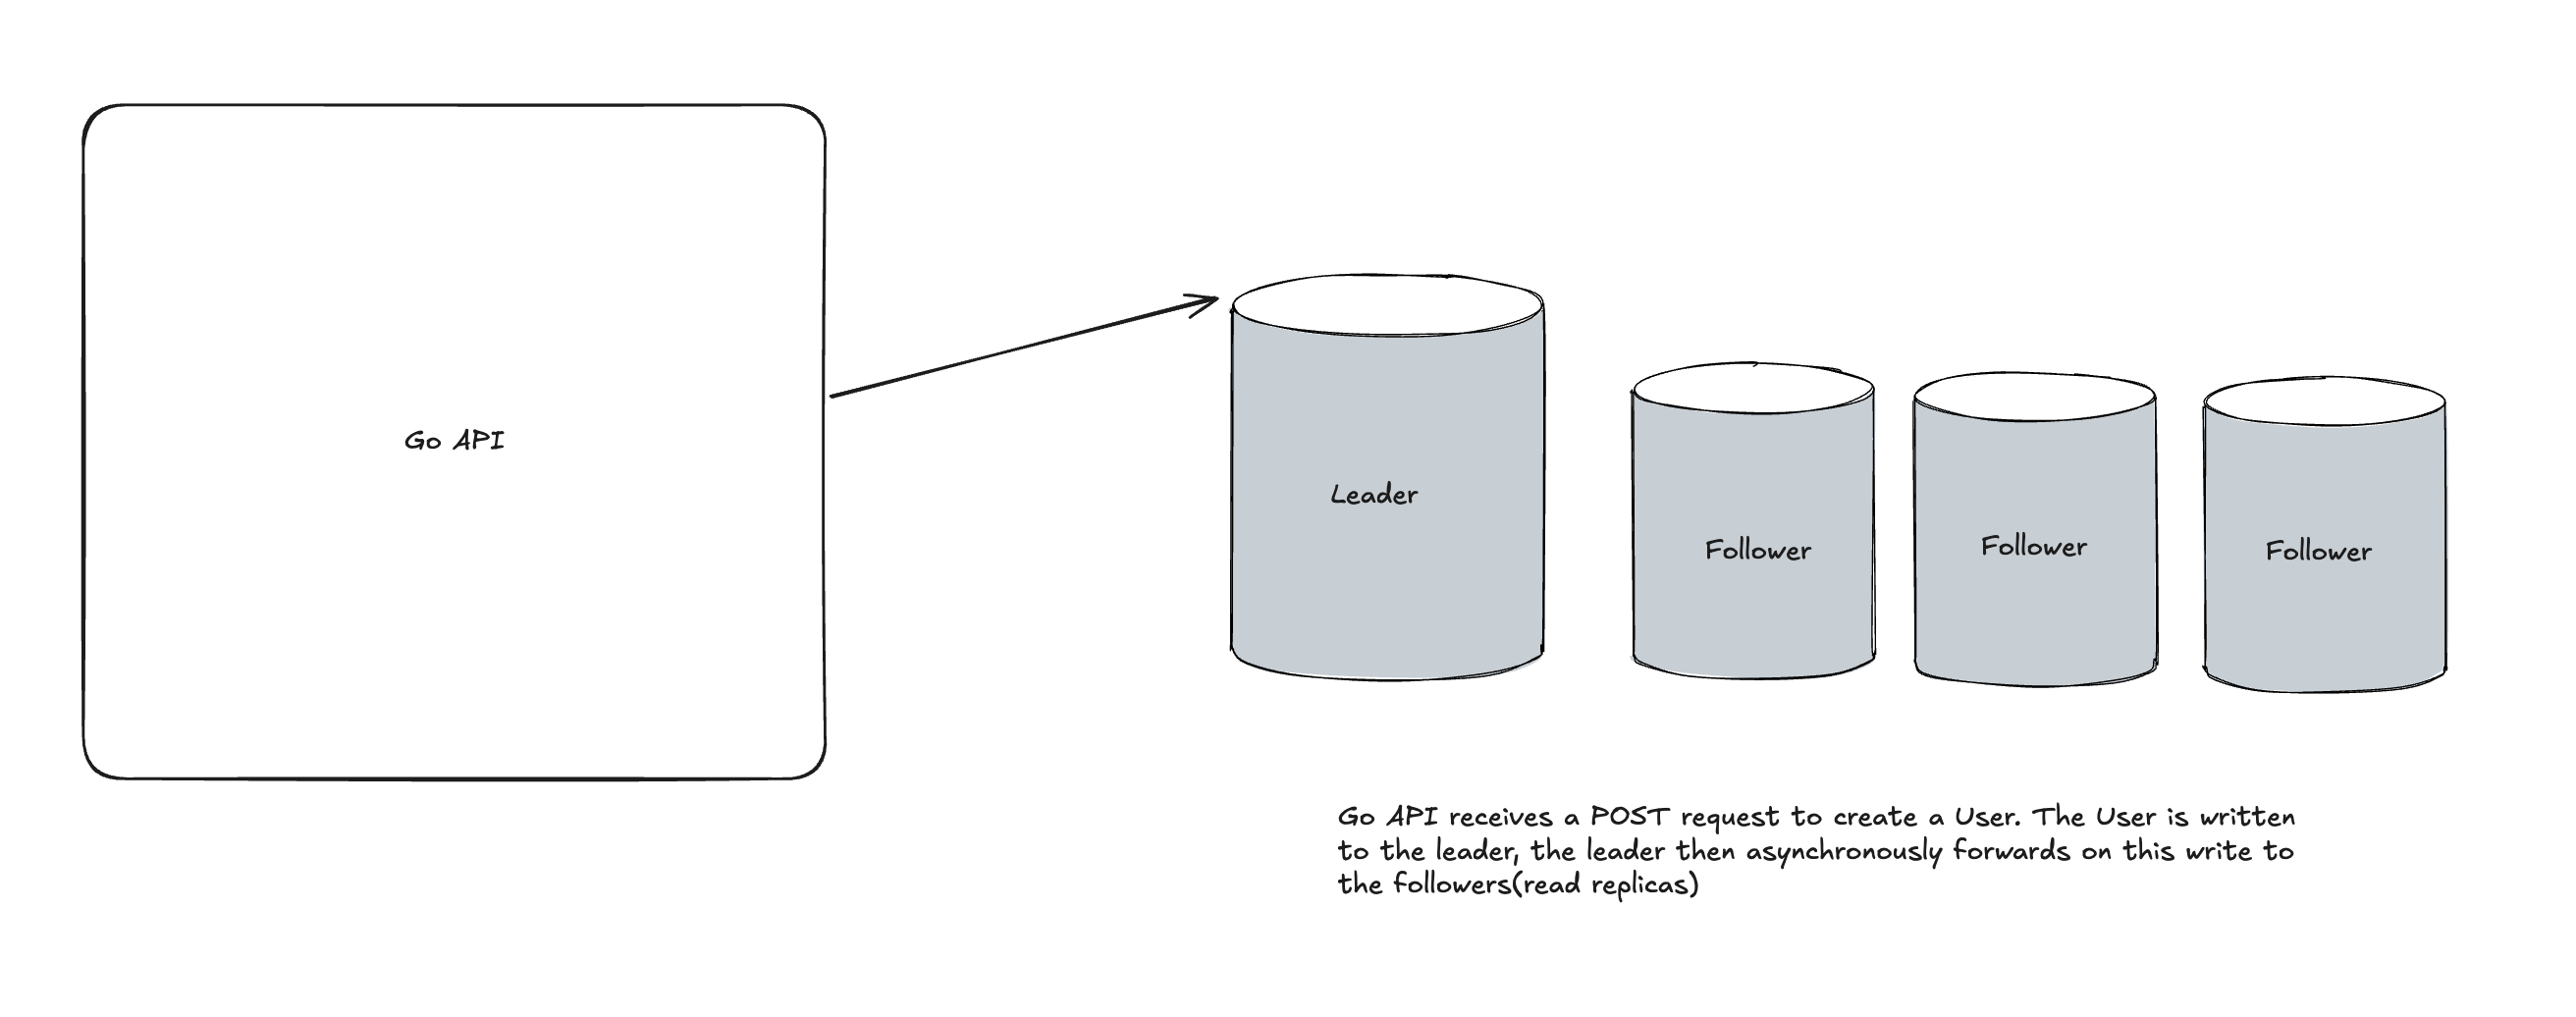 Go API
Leader
Follower
Follower
Follower
Go API receives a POST request to create a User. The User is written
to the leader, the leader then asynchronously forwards on this write to
the followers(read replicas)